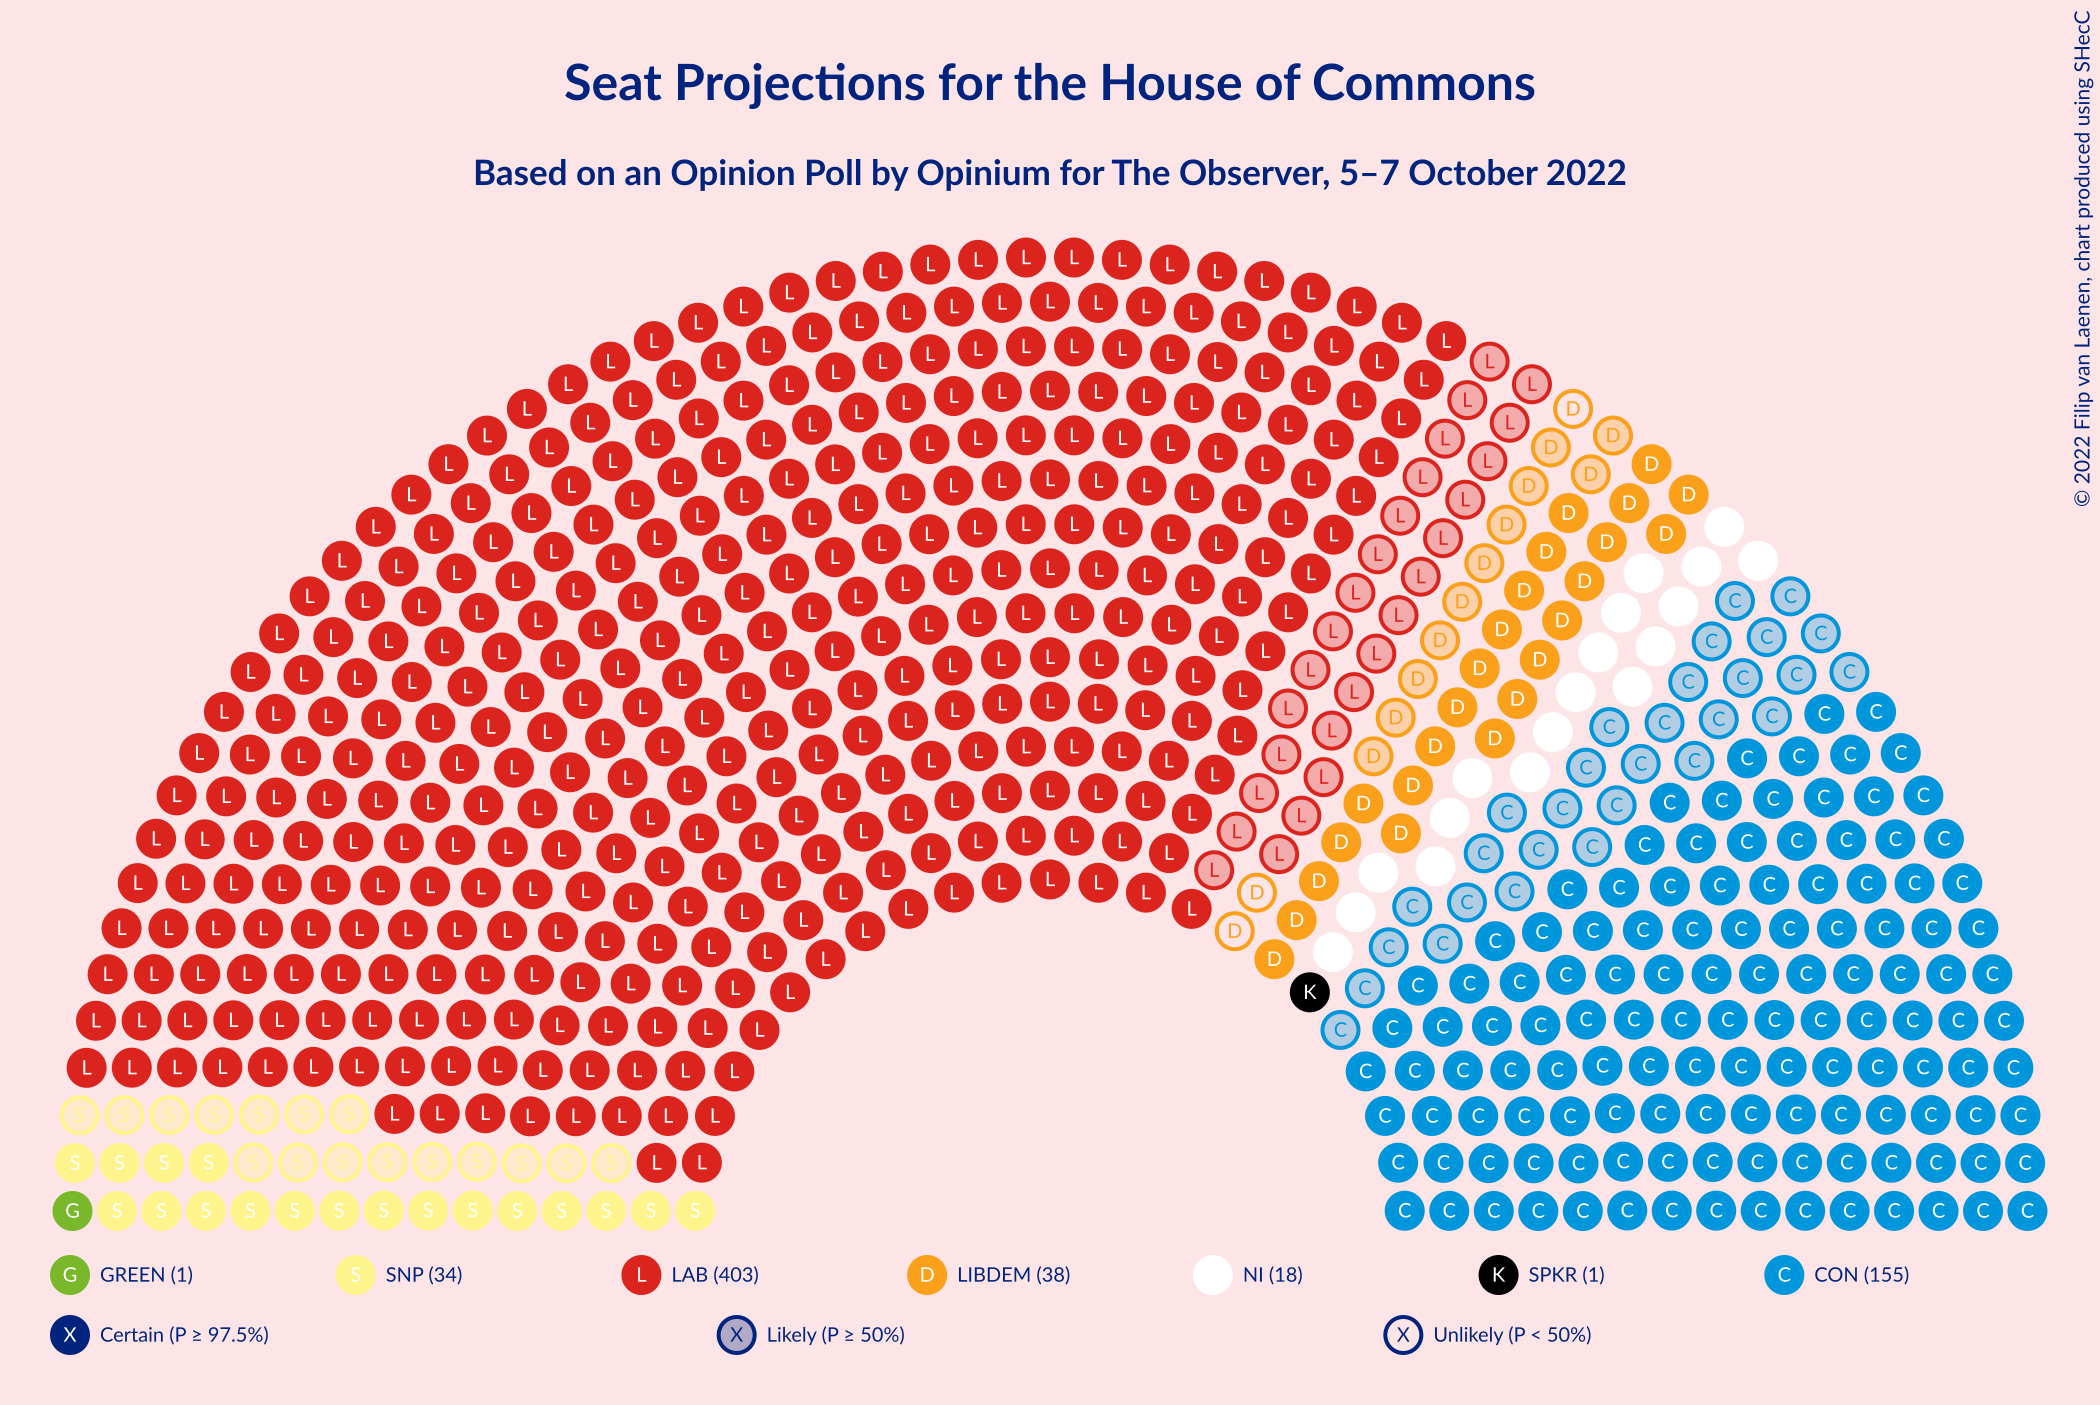 Seat Projections for the House of Commons
Based on an Opinion Poll by Opinium for The Observer, 5–7 October 2022
© 2022 Filip van Laenen, chart produced using SHecC
G GREEN (1) S SNP (34) L LAB (403) D LIBDEM (38) NI (18) K SPKR (1) C CON (155)
X Certain (P ≥ 97.5%) X Likely (P ≥ 50%) X Unlikely (P < 50%)